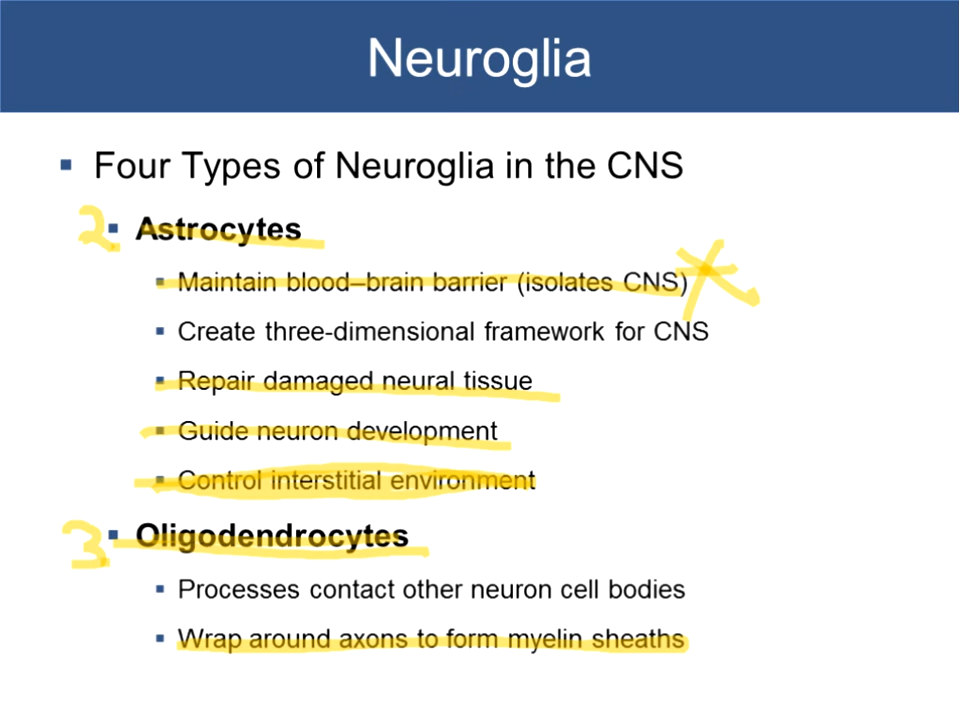 Neuroglia
Four Types of Neuroglia in the CNS
2 Astrocytes
Maintain blood–brain barrier (isolates CNS)
Create three-dimensional framework for CNS
Repair damaged neural tissue
Guide neuron development
Control interstitial environment
3 Oligodendrocytes
Processes contact other neuron cell bodies
Wrap around axons to form myelin sheaths